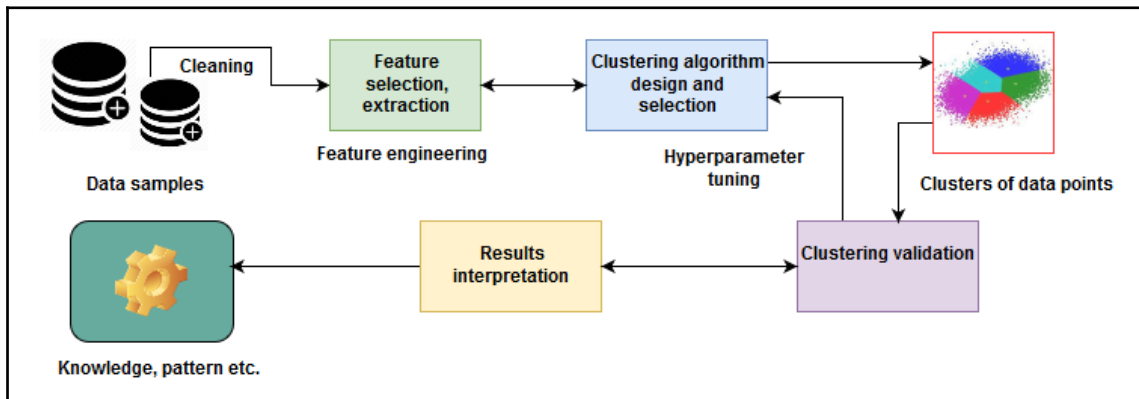 Cleaning
Feature
selection,
extraction
Clustering algorithm
design and
selection
Feature engineering
Hyperparameter
tuning
Data samples
Clusters of data points
Results
interpretation
Clustering validation
Knowledge, pattern etc.